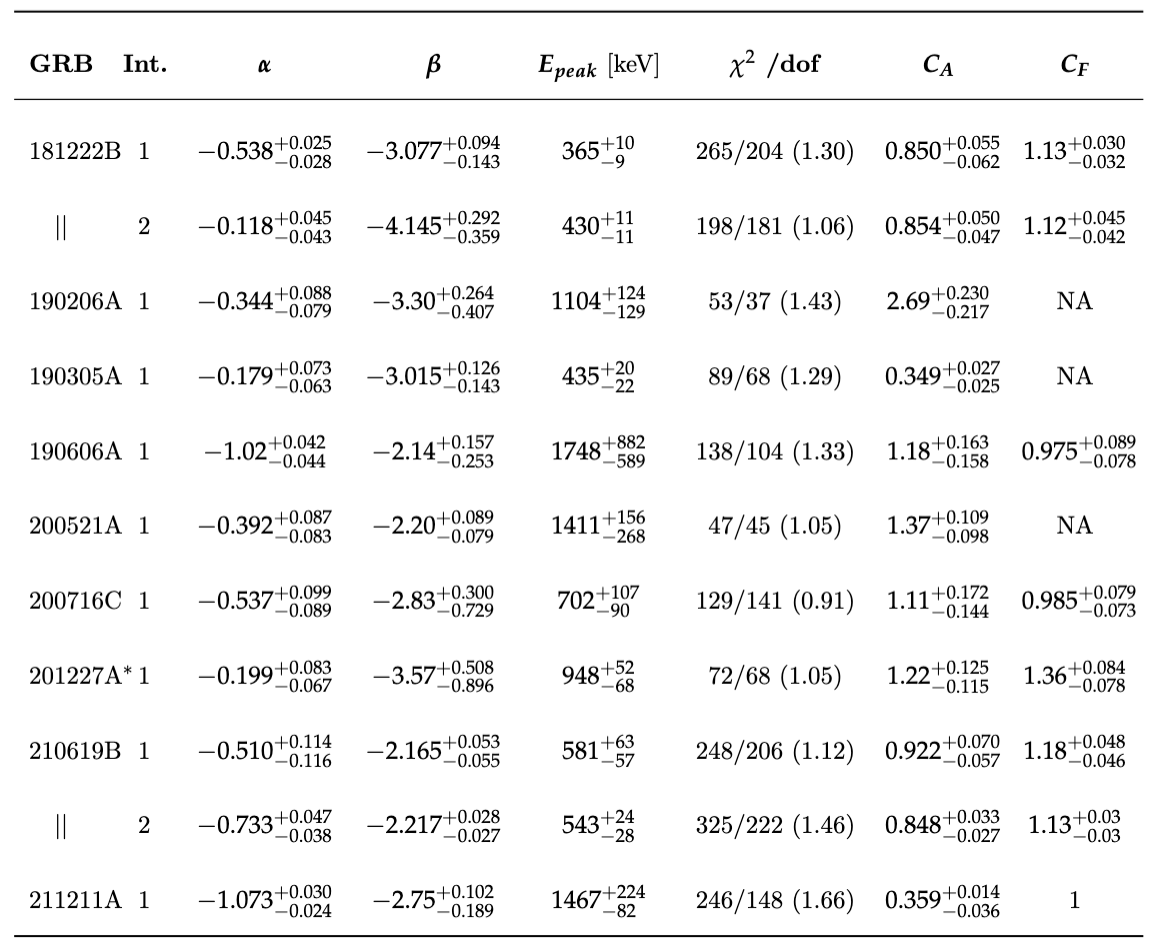 GRB Int. α β E_peak [keV] χ² /dof C_A C_F
181222B 1 −0.538^{+0.025}_{−0.028} −3.077^{+0.094}_{−0.143} 365^{+10}_{−9} 265/204 (1.30) 0.850^{+0.055}_{−0.062} 1.13^{+0.030}_{−0.032}
|| 2 −0.118^{+0.045}_{−0.043} −4.145^{+0.292}_{−0.359} 430^{+11}_{−11} 198/181 (1.06) 0.854^{+0.050}_{−0.047} 1.12^{+0.045}_{−0.042}
190206A 1 −0.344^{+0.088}_{−0.079} −3.30^{+0.264}_{−0.407} 1104^{+124}_{−129} 53/37 (1.43) 2.69^{+0.230}_{−0.217} NA
190305A 1 −0.179^{+0.073}_{−0.063} −3.015^{+0.126}_{−0.143} 435^{+20}_{−22} 89/68 (1.29) 0.349^{+0.027}_{−0.025} NA
190606A 1 −1.02^{+0.042}_{−0.044} −2.14^{+0.157}_{−0.253} 1748^{+882}_{−589} 138/104 (1.33) 1.18^{+0.163}_{−0.158} 0.975^{+0.089}_{−0.078}
200521A 1 −0.392^{+0.087}_{−0.083} −2.20^{+0.089}_{−0.079} 1411^{+156}_{−268} 47/45 (1.05) 1.37^{+0.109}_{−0.098} NA
200716C 1 −0.537^{+0.099}_{−0.089} −2.83^{+0.300}_{−0.729} 702^{+107}_{−90} 129/141 (0.91) 1.11^{+0.172}_{−0.144} 0.985^{+0.079}_{−0.073}
201227A* 1 −0.199^{+0.083}_{−0.067} −3.57^{+0.508}_{−0.896} 948^{+52}_{−68} 72/68 (1.05) 1.22^{+0.125}_{−0.115} 1.36^{+0.084}_{−0.078}
210619B 1 −0.510^{+0.114}_{−0.116} −2.165^{+0.053}_{−0.055} 581^{+63}_{−57} 248/206 (1.12) 0.922^{+0.070}_{−0.057} 1.18^{+0.048}_{−0.046}
|| 2 −0.733^{+0.047}_{−0.038} −2.217^{+0.028}_{−0.027} 543^{+24}_{−28} 325/222 (1.46) 0.848^{+0.033}_{−0.027} 1.13^{+0.03}_{−0.03}
211211A 1 −1.073^{+0.030}_{−0.024} −2.75^{+0.102}_{−0.189} 1467^{+224}_{−82} 246/148 (1.66) 0.359^{+0.014}_{−0.036} 1